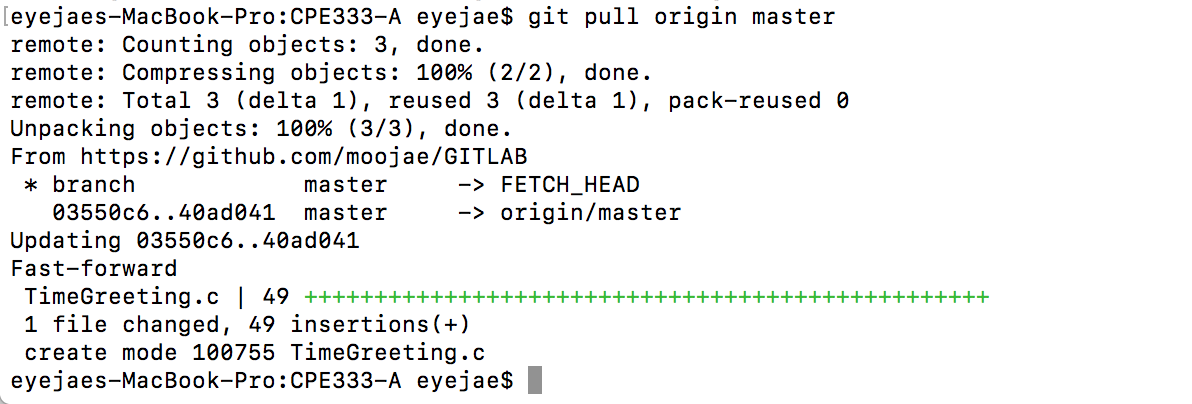 [eyejaes-MacBook-Pro:CPE333-A eyejae$ git pull origin master
remote: Counting objects: 3, done.
remote: Compressing objects: 100% (2/2), done.
remote: Total 3 (delta 1), reused 3 (delta 1), pack-reused 0
Unpacking objects: 100% (3/3), done.
From https://github.com/moojae/GITLAB
 * branch            master     -> FETCH_HEAD
   03550c6..40ad041  master     -> origin/master
Updating 03550c6..40ad041
Fast-forward
 TimeGreeting.c | 49 +++++++++++++++++++++++++++++++++++++++++++++++++
 1 file changed, 49 insertions(+)
 create mode 100755 TimeGreeting.c
eyejaes-MacBook-Pro:CPE333-A eyejae$